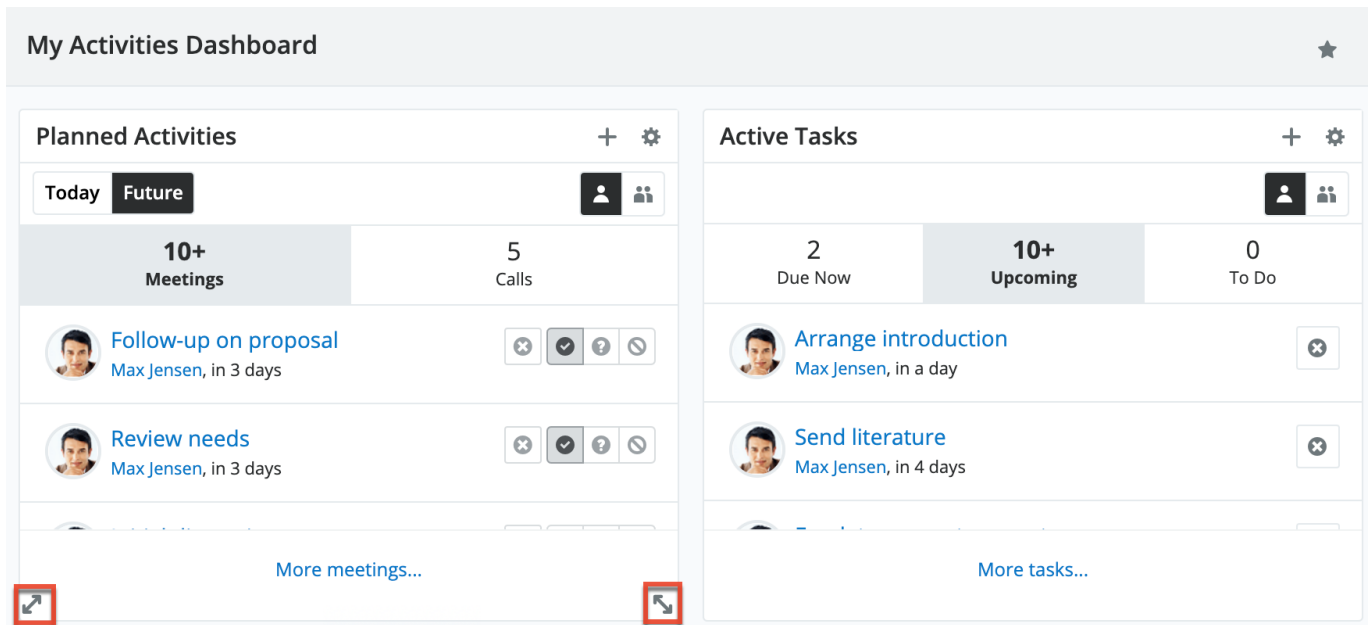 My Activities Dashboard
Planned Activities
Today Future
10+
Meetings
5
Calls
Follow-up on proposal
Max Jensen, in 3 days
Review needs
Max Jensen, in 3 days
More meetings...
Active Tasks
2
Due Now
10+
Upcoming
0
To Do
Arrange introduction
Max Jensen, in a day
Send literature
Max Jensen, in 4 days
More tasks...